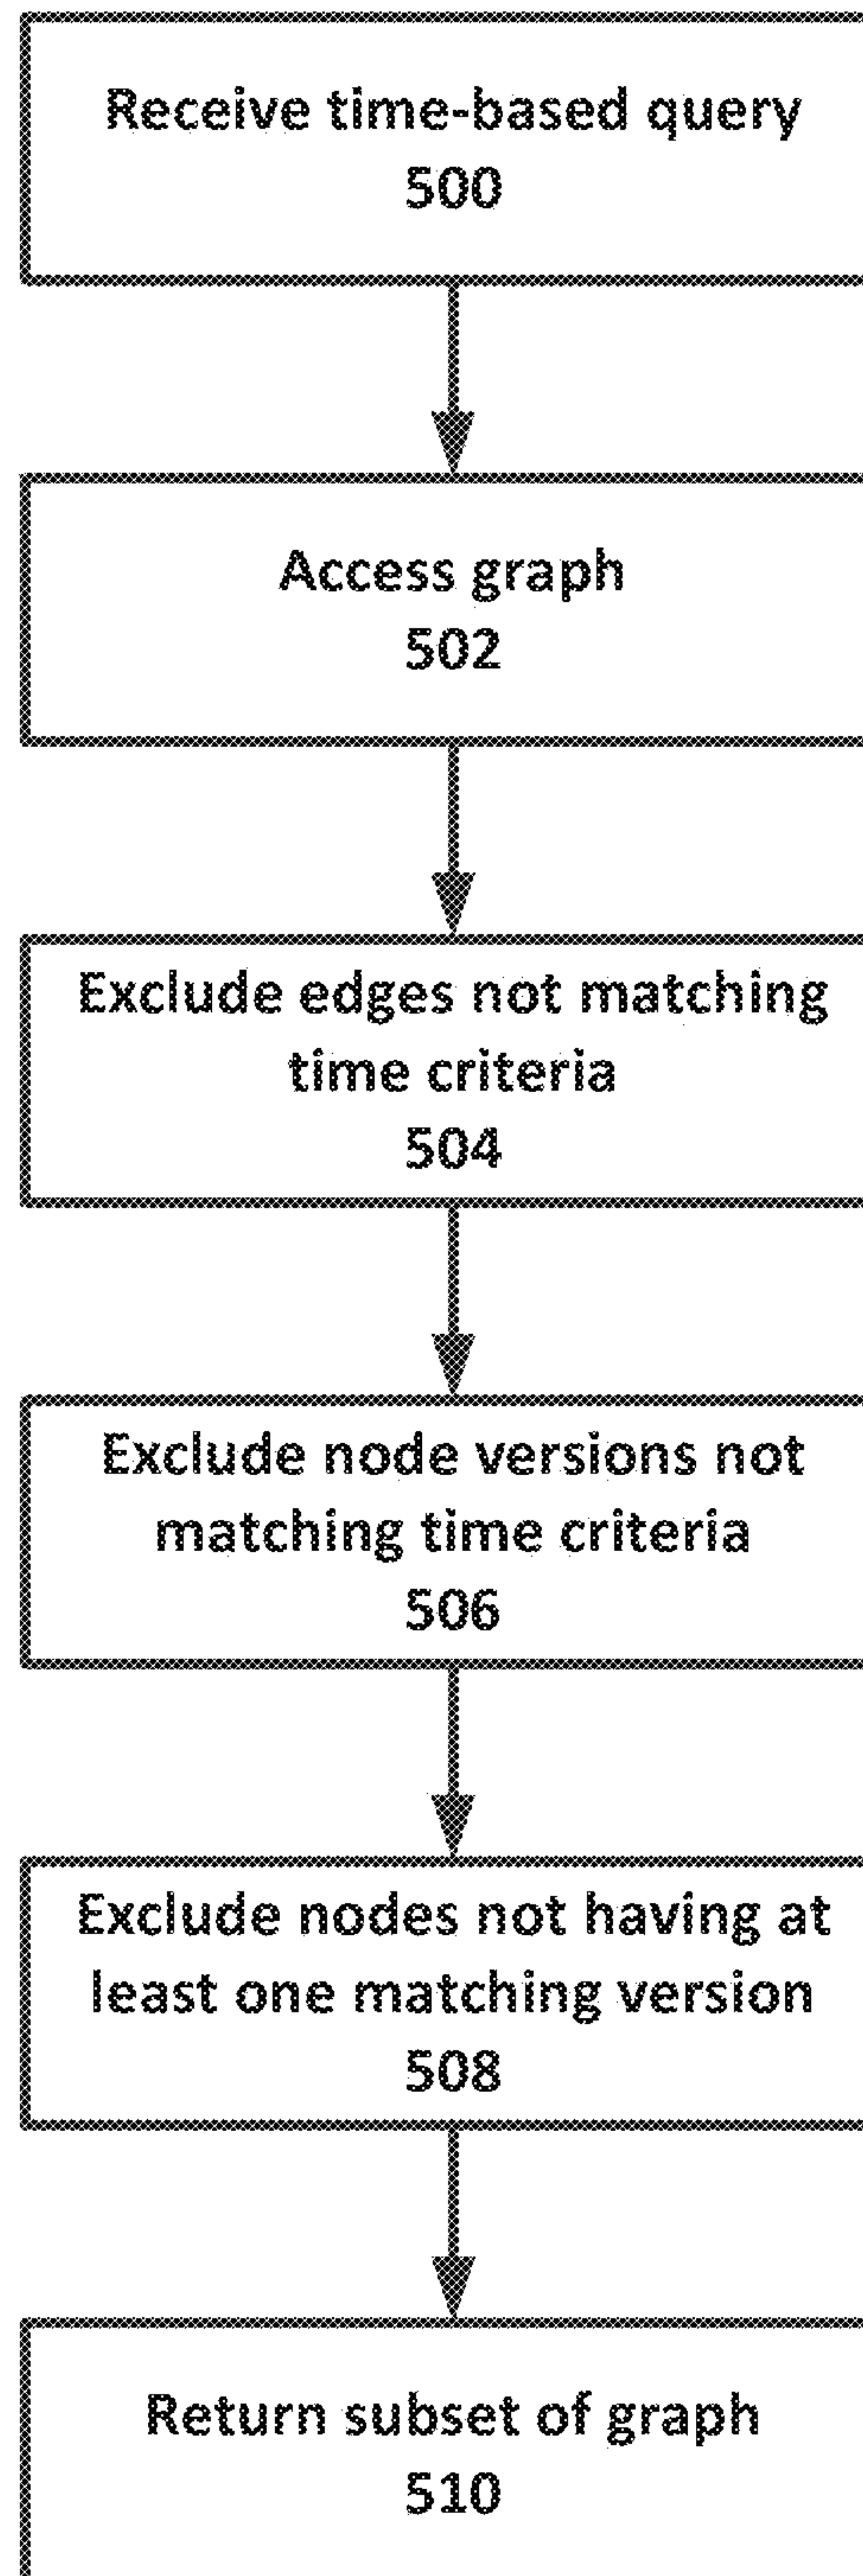 Receive time-based query
500
Access graph
502
Exclude edges not matching
time criteria
504
Exclude node versions not
matching time criteria
506
Exclude nodes not having at
least one matching version
508
Return subset of graph
510